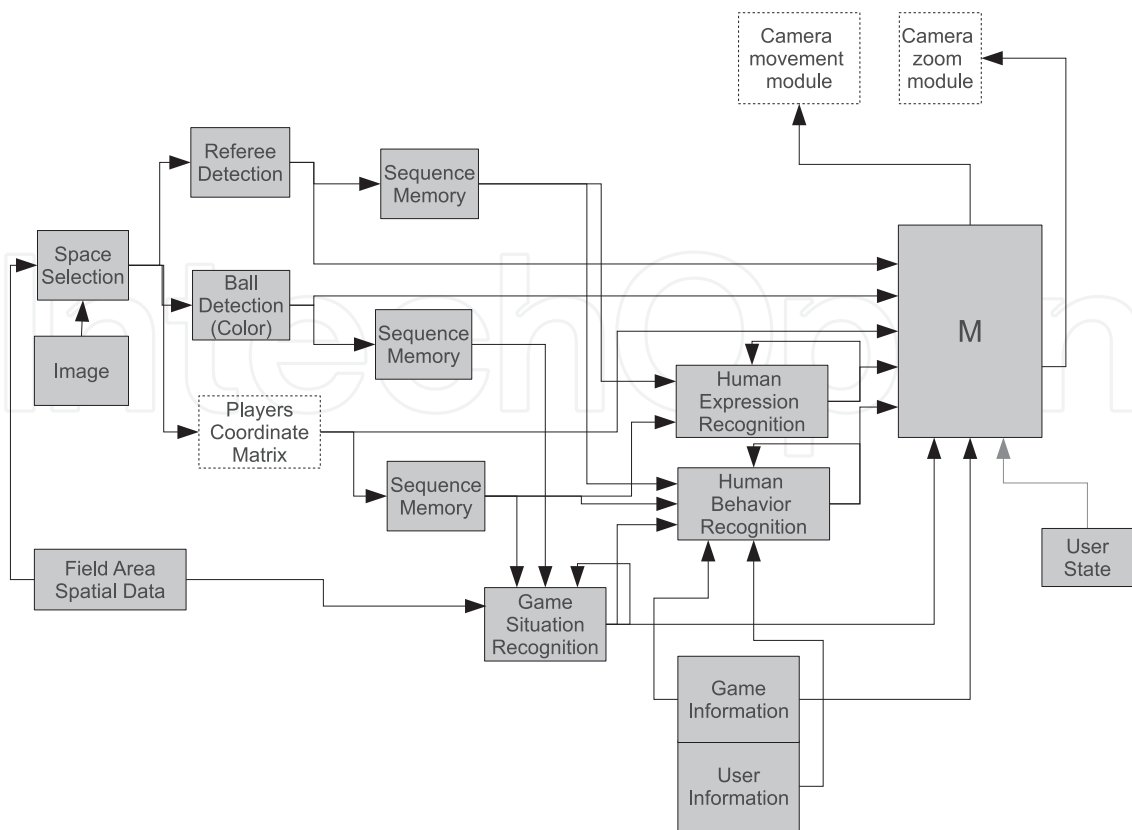 Camera
movement
module
Camera
zoom
module
Referee
Detection
Sequence
Memory
Space
Selection
Ball
Detection
(Color)
Sequence
Memory
Image
M
Human
Expression
Recognition
Players
Coordinate
Matrix
Sequence
Memory
Human
Behavior
Recognition
User
State
Field Area
Spatial Data
Game
Situation
Recognition
Game
Information
User
Information
IntechOpen